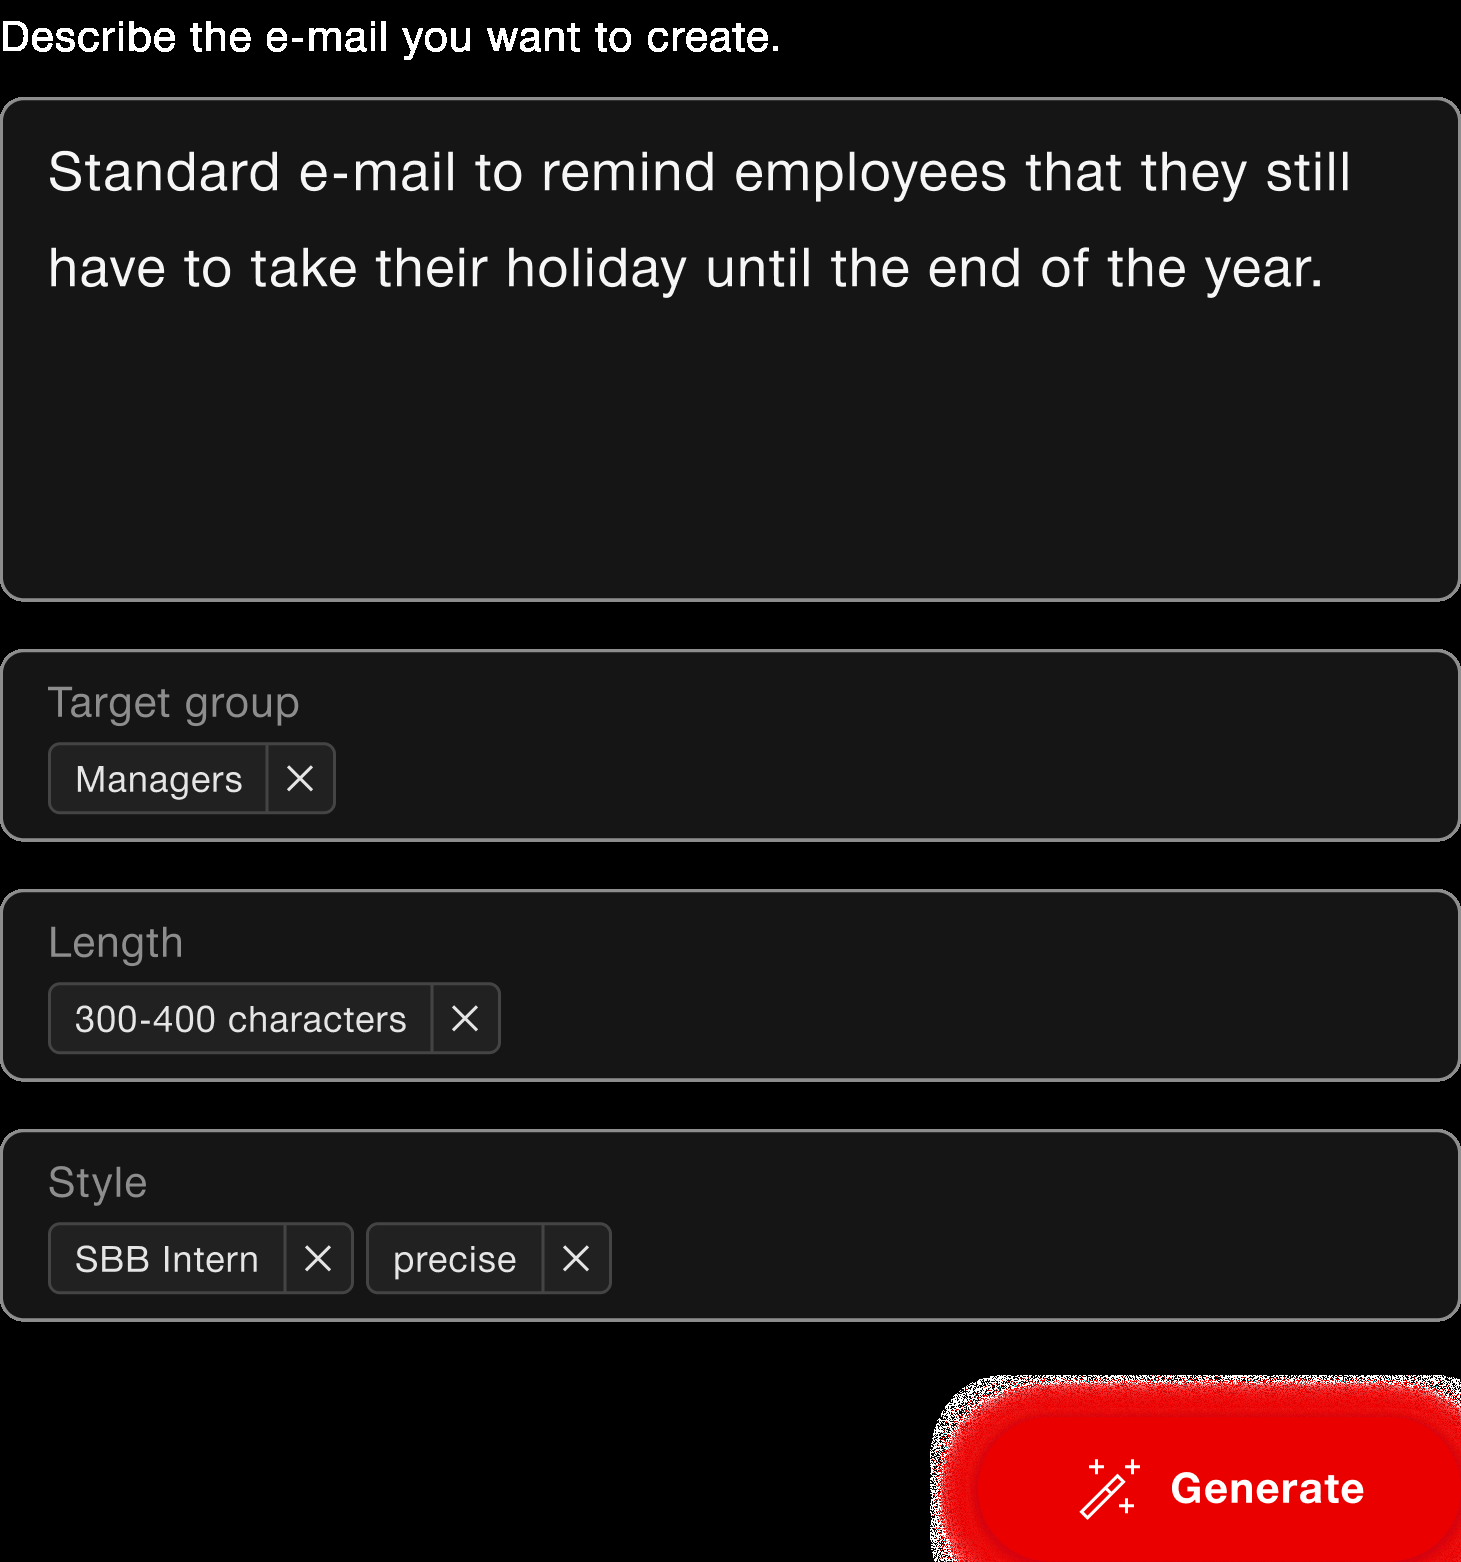 Describe the e-mail you want to create.
Standard e-mail to remind employees that they still
have to take their holiday until the end of the year.
Target group
Managers
Length
300-400 characters
Style
SBB Intern precise
Generate